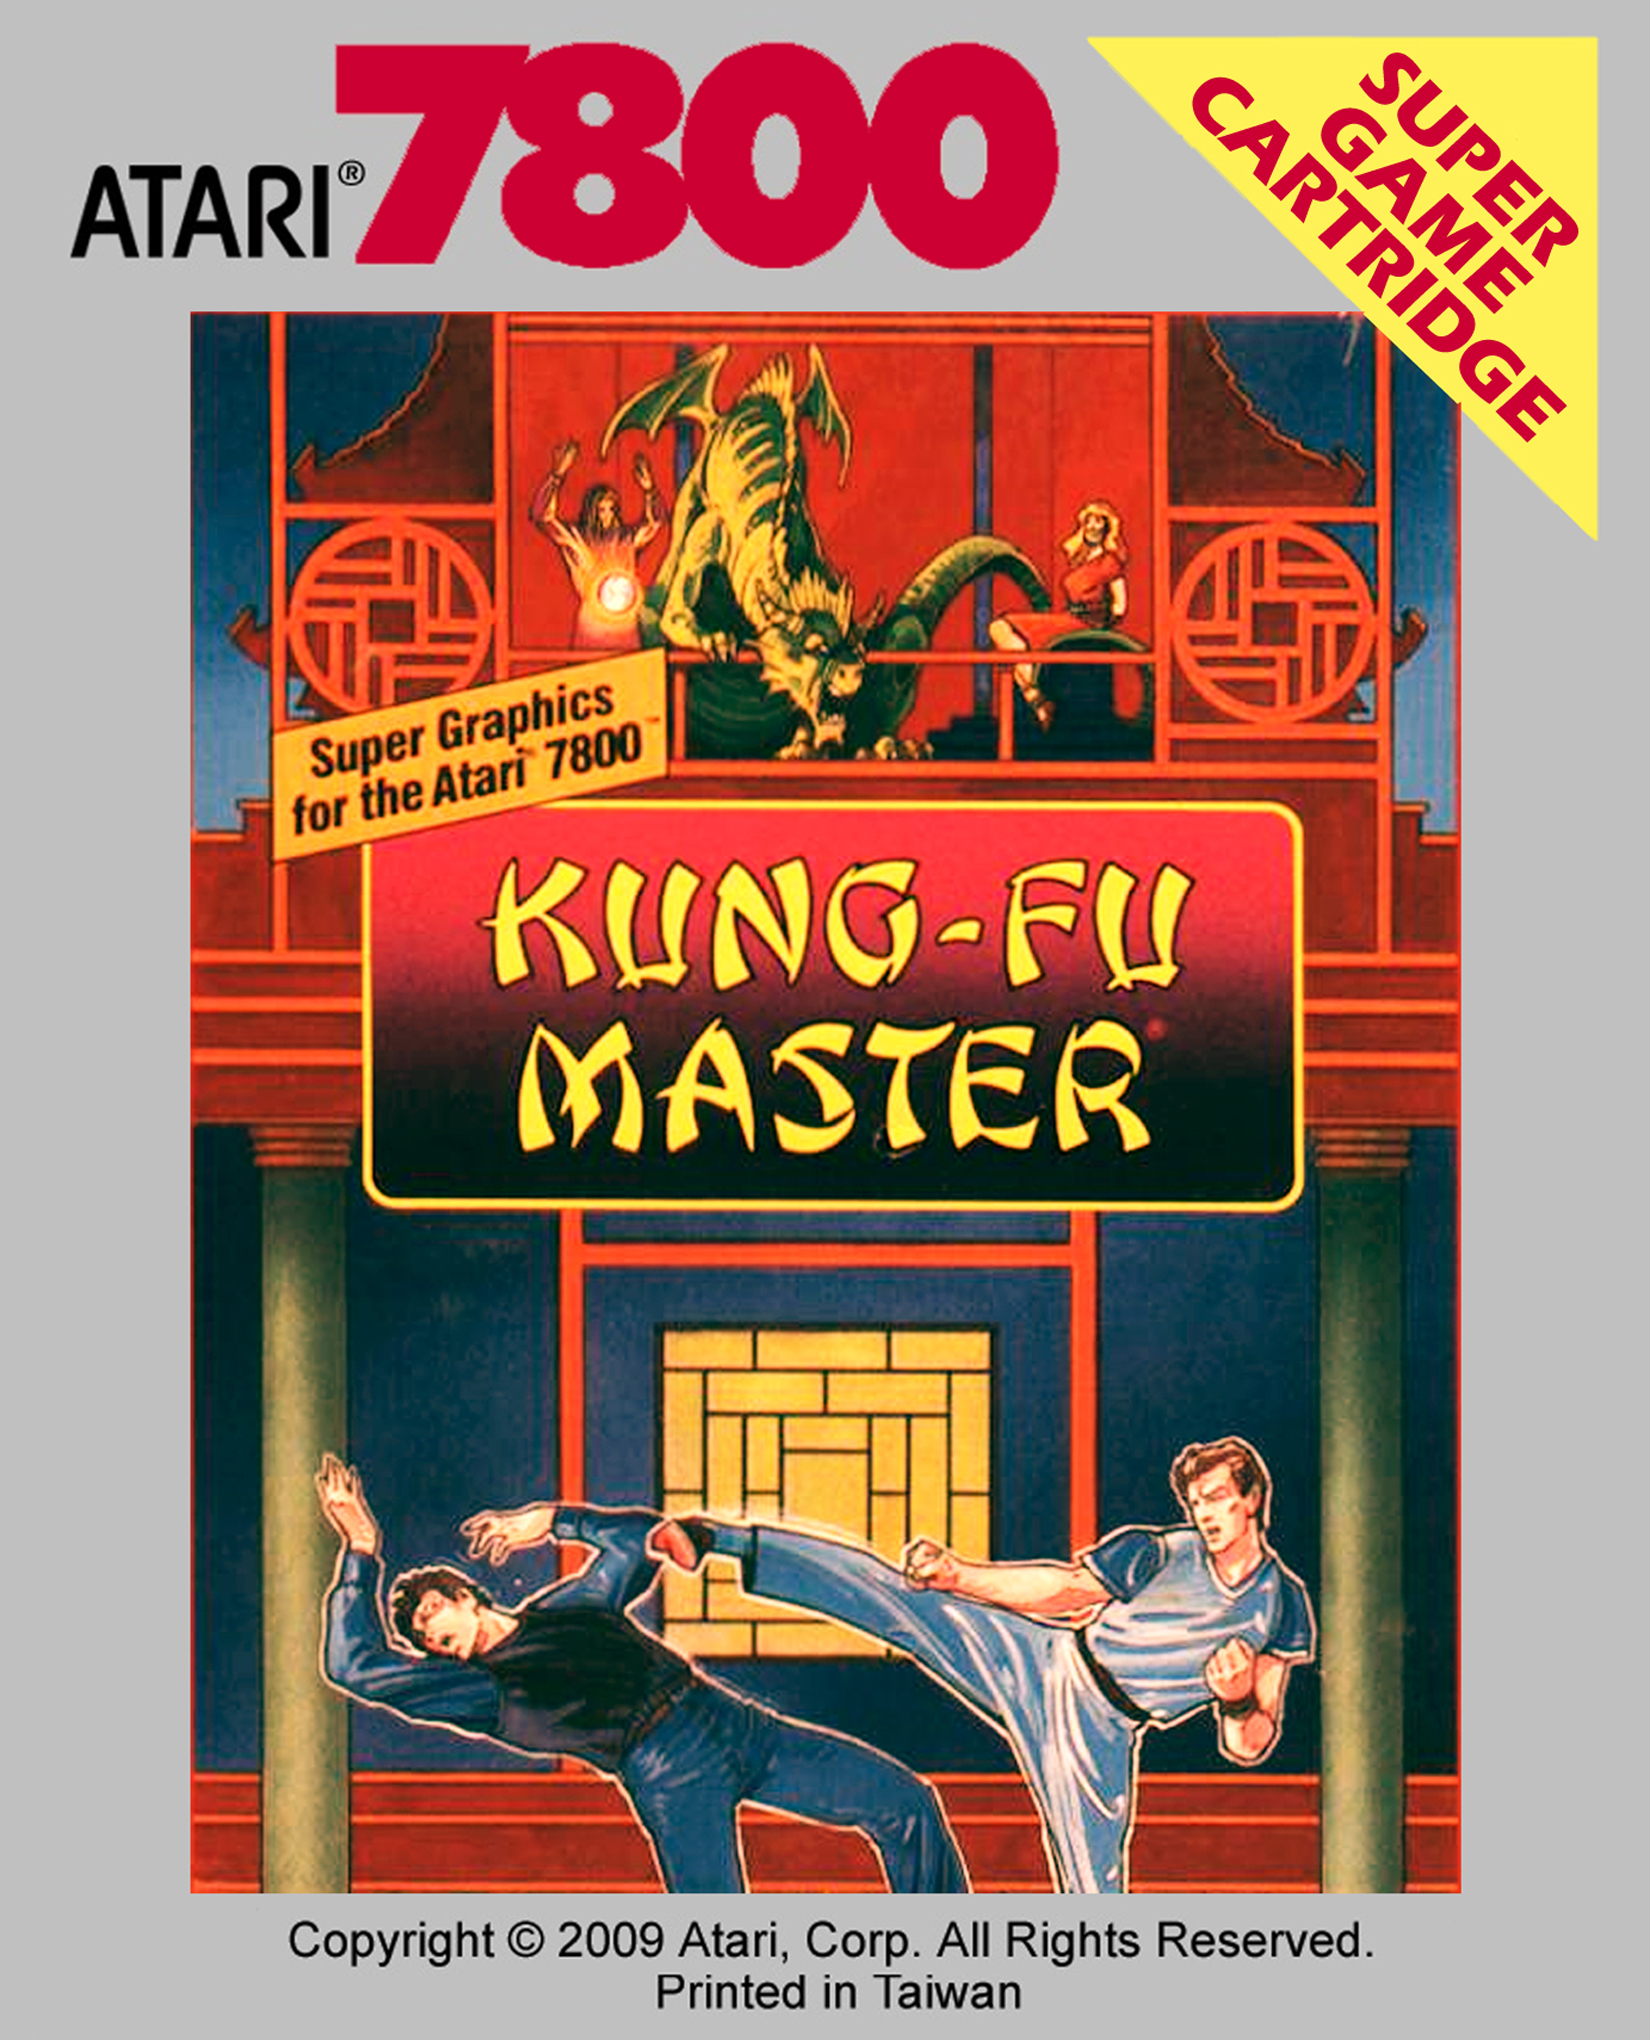 ATARI® 7800
SUPER
GAME
CARTRIDGE
Super Graphics
for the Atari™ 7800™
KUNG-FU
MASTER
Copyright © 2009 Atari, Corp. All Rights Reserved.
Printed in Taiwan